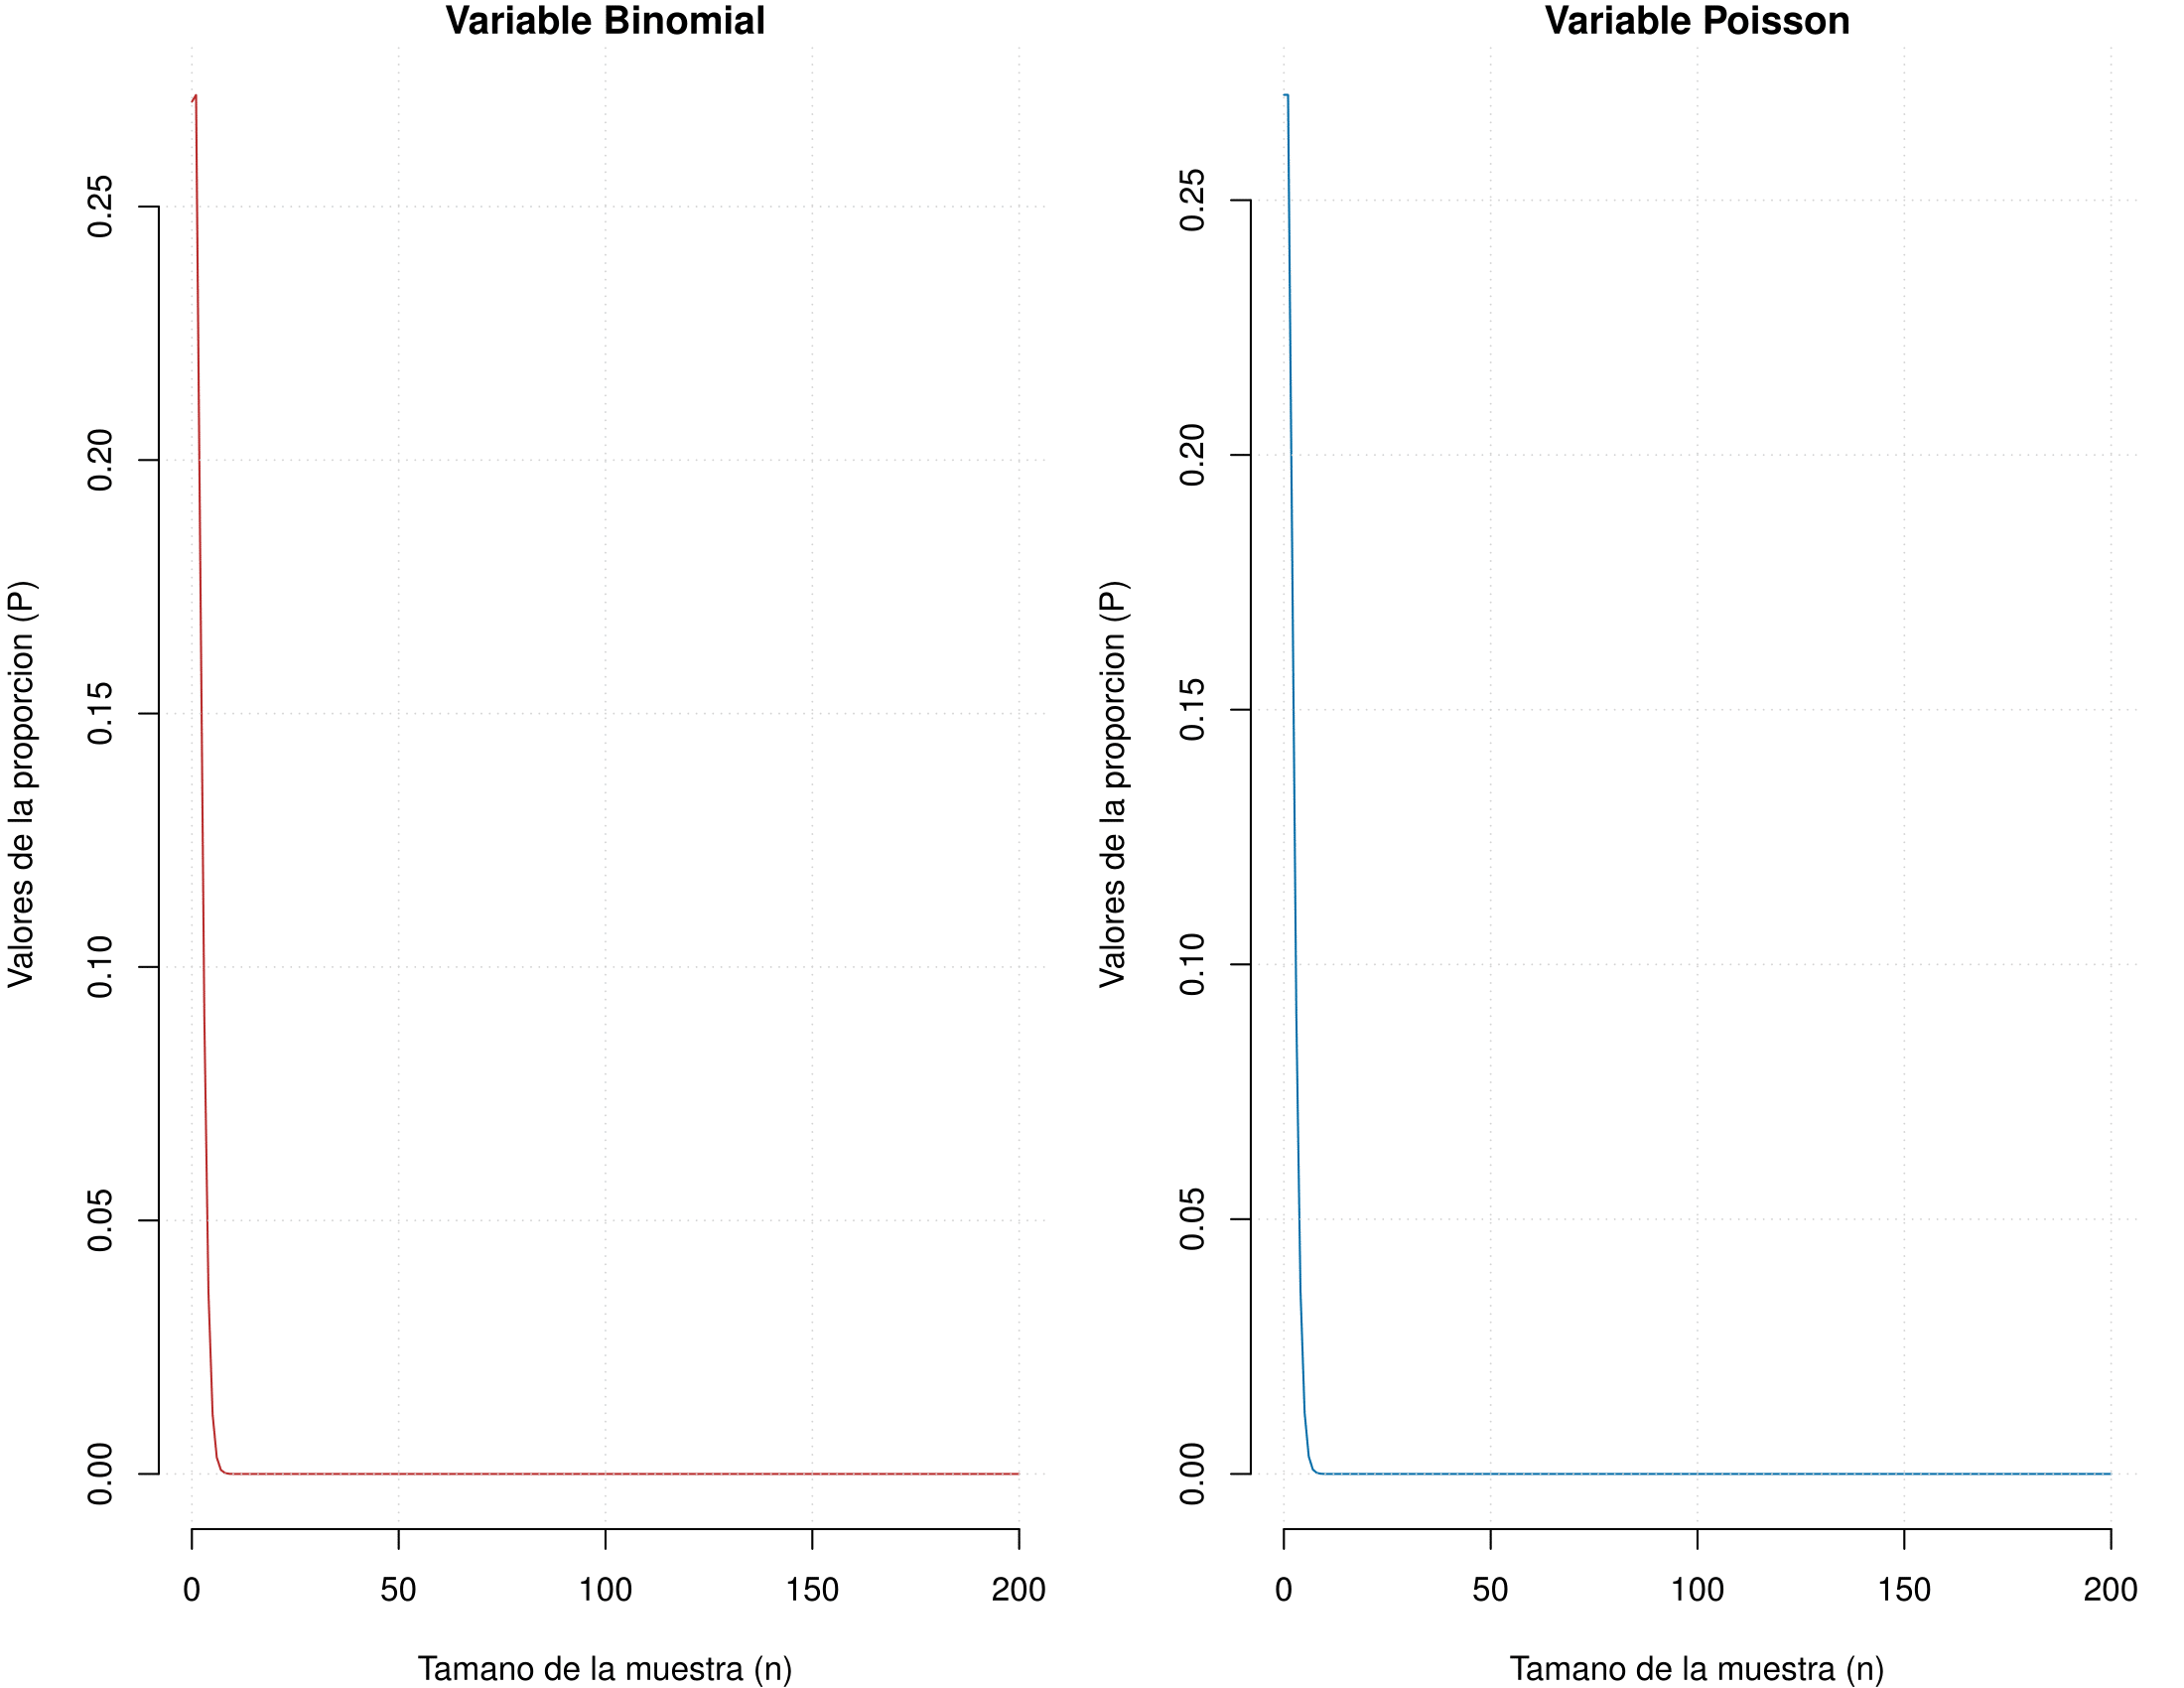 Variable Binomial
Valores de la proporcion (P)
0.25
0.20
0.15
0.10
0.05
0.00
0 50 100 150 200
Tamano de la muestra (n)
Variable Poisson
Valores de la proporcion (P)
0.25
0.20
0.15
0.10
0.05
0.00
0 50 100 150 200
Tamano de la muestra (n)